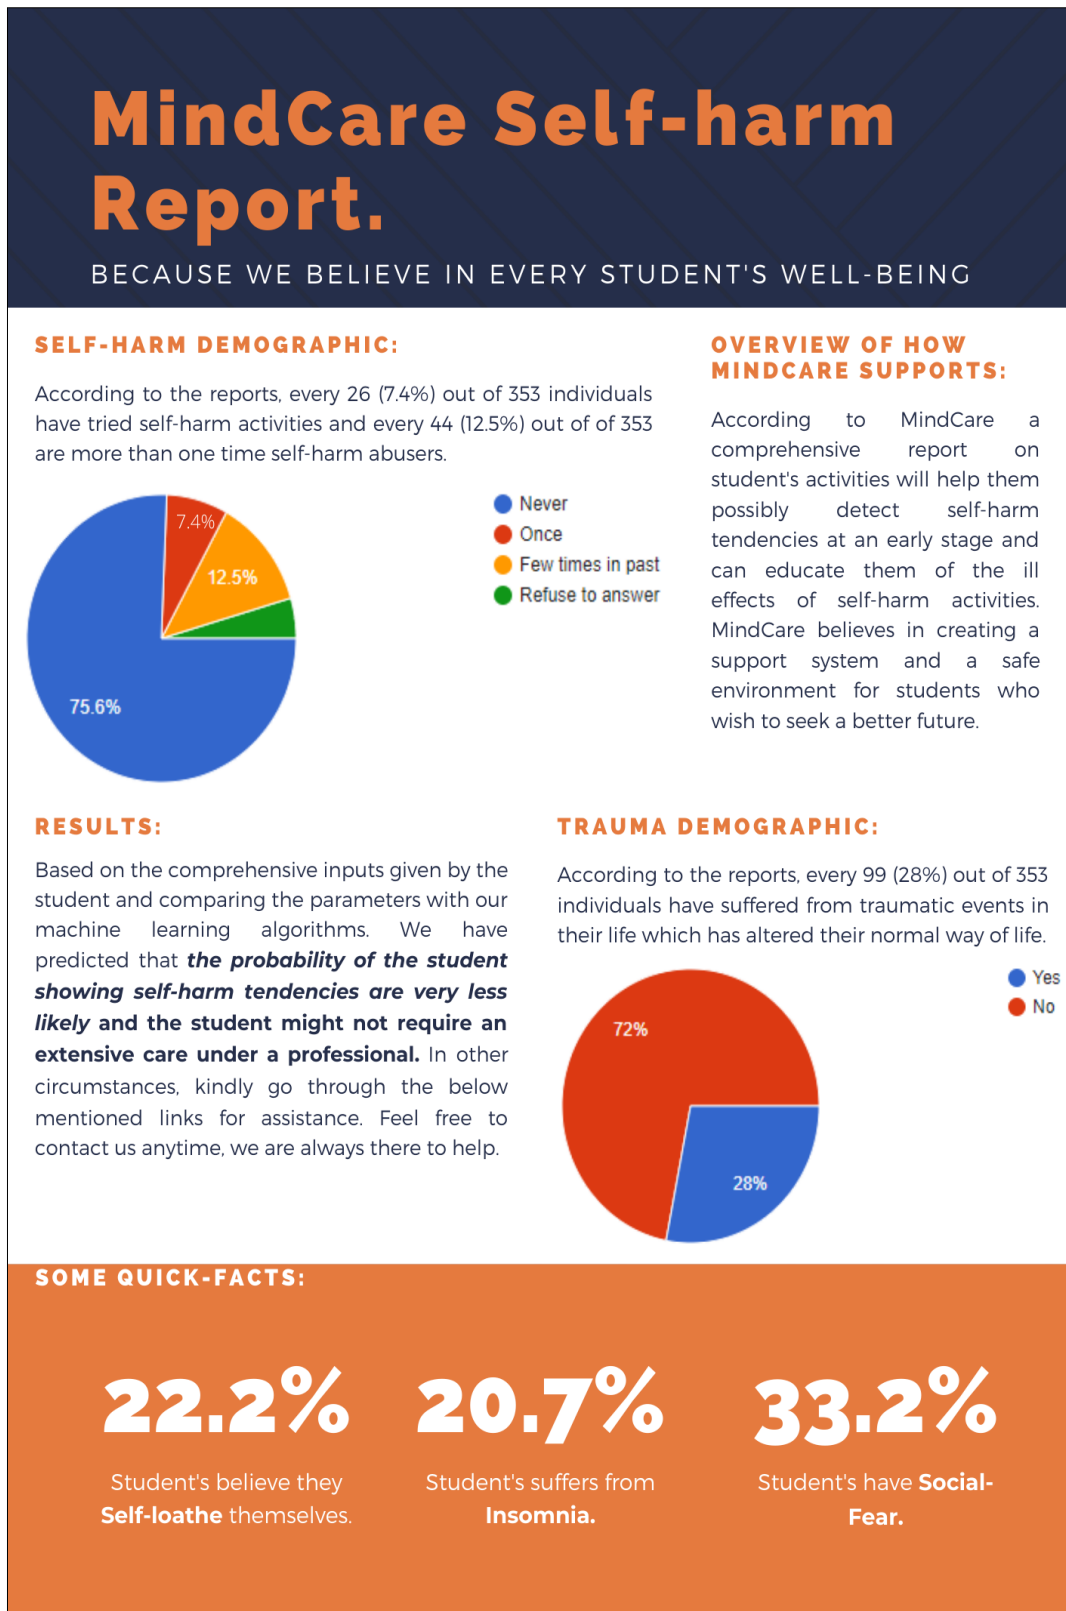 MindCare Self-harm
Report.
BECAUSE WE BELIEVE IN EVERY STUDENT'S WELL-BEING
SELF-HARM DEMOGRAPHIC:
According to the reports, every 26 (7.4%) out of 353 individuals
have tried self-harm activities and every 44 (12.5%) out of of 353
are more than one time self-harm abusers.
7.4%
12.5%
75.6%
Never
Once
Few times in past
Refuse to answer
OVERVIEW OF HOW
MINDCARE SUPPORTS:
According to MindCare a
comprehensive report on
student's activities will help them
possibly detect self-harm
tendencies at an early stage and
can educate them of the ill
effects of self-harm activities.
MindCare believes in creating a
support system and a safe
environment for students who
wish to seek a better future.
RESULTS:
Based on the comprehensive inputs given by the
student and comparing the parameters with our
machine learning algorithms. We have
predicted that the probability of the student
showing self-harm tendencies are very less
likely and the student might not require an
extensive care under a professional. In other
circumstances, kindly go through the below
mentioned links for assistance. Feel free to
contact us anytime, we are always there to help.
TRAUMA DEMOGRAPHIC:
According to the reports, every 99 (28%) out of 353
individuals have suffered from traumatic events in
their life which has altered their normal way of life.
72%
28%
Yes
No
SOME QUICK-FACTS:
22.2%
Student's believe they
Self-loathe themselves.
20.7%
Student's suffers from
Insomnia.
33.2%
Student's have Social-
Fear.